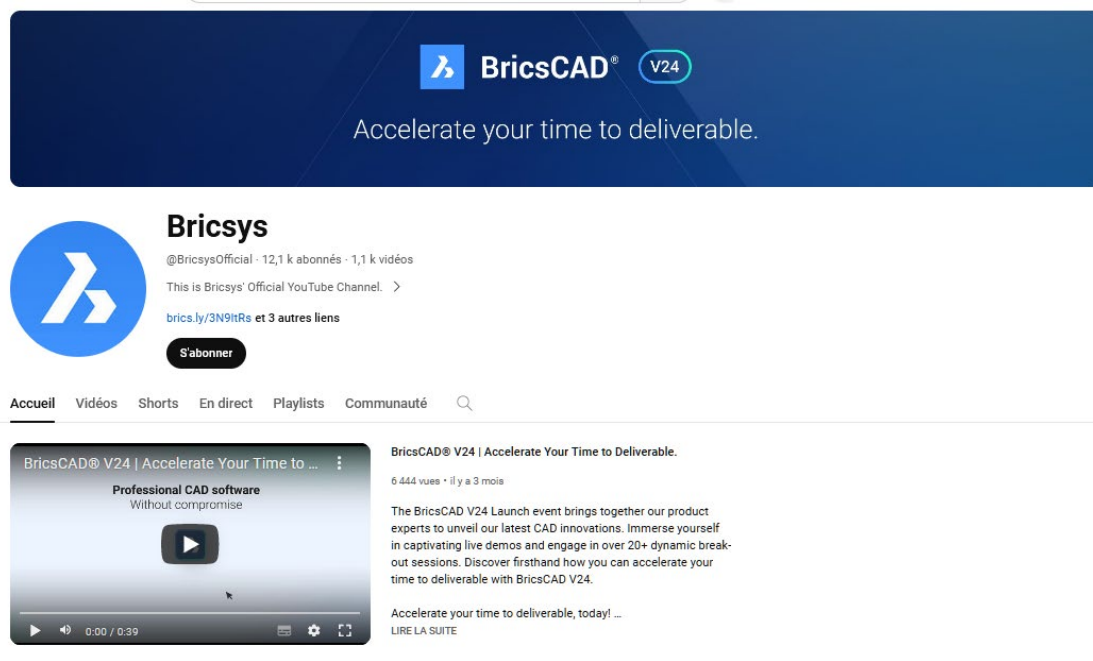 BricsCAD® V24
Accelerate your time to deliverable.
Bricsys
@BricsysOfficial · 12,1 k abonnés · 1,1 k vidéos
This is Bricsys' Official YouTube Channel.
brics.ly/3N9ItRs et 3 autres liens
S'abonner
Accueil Vidéos Shorts En direct Playlists Communauté
BricsCAD® V24 | Accelerate Your Time to ...
Professional CAD software
Without compromise
0:00 / 0:39
BricsCAD® V24 | Accelerate Your Time to Deliverable.
6 444 vues • il y a 3 mois
The BricsCAD V24 Launch event brings together our product
experts to unveil our latest CAD innovations. Immerse yourself
in captivating live demos and engage in over 20+ dynamic break-
out sessions. Discover firsthand how you can accelerate your
time to deliverable with BricsCAD V24.
Accelerate your time to deliverable, today! ...
LIRE LA SUITE